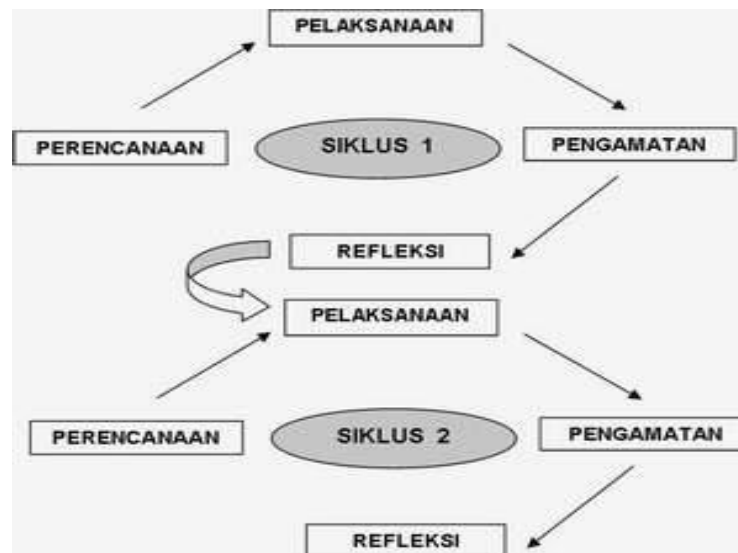 PELAKSANAAN
PERENCANAAN
SIKLUS 1
PENGAMATAN
REFLEKSI
PELAKSANAAN
PERENCANAAN
SIKLUS 2
PENGAMATAN
REFLEKSI